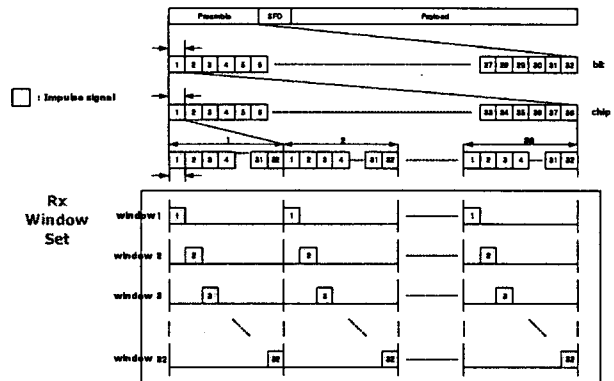 Preamble SFD Payload
1 2 3 4 5 6 27 28 29 30 31 32 bit
: Impulse signal
1 2 3 4 5 6 33 34 35 36 37 38 chip
1 2
1 2 3 4 31 32 1 2 3 4 31 32 1 2 3 4 31 32
Rx
Window
Set
window 1 1 1 1
window 2 2 2 2
window 3 3 3 3
window 32 32 32 32